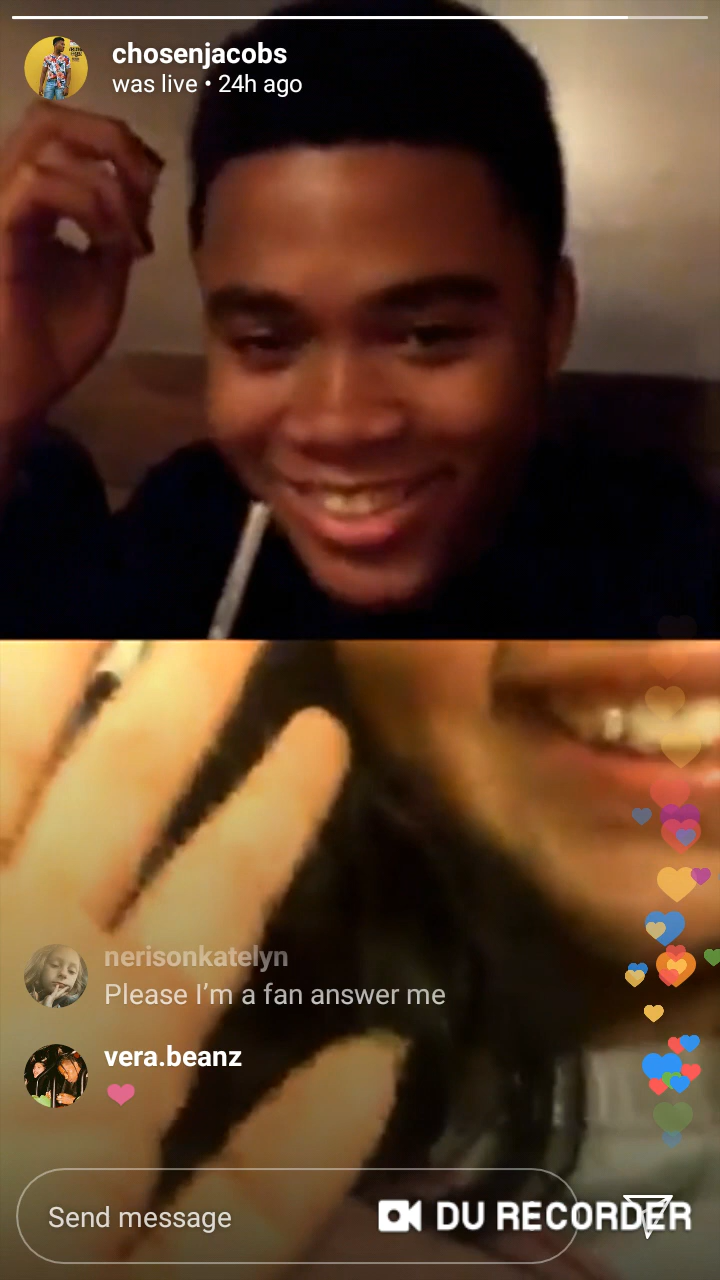 chosenjacobs
was live • 24h ago
nerisonkatelyn
Please I’m a fan answer me
vera.beanz
Send message
DU RECORDER